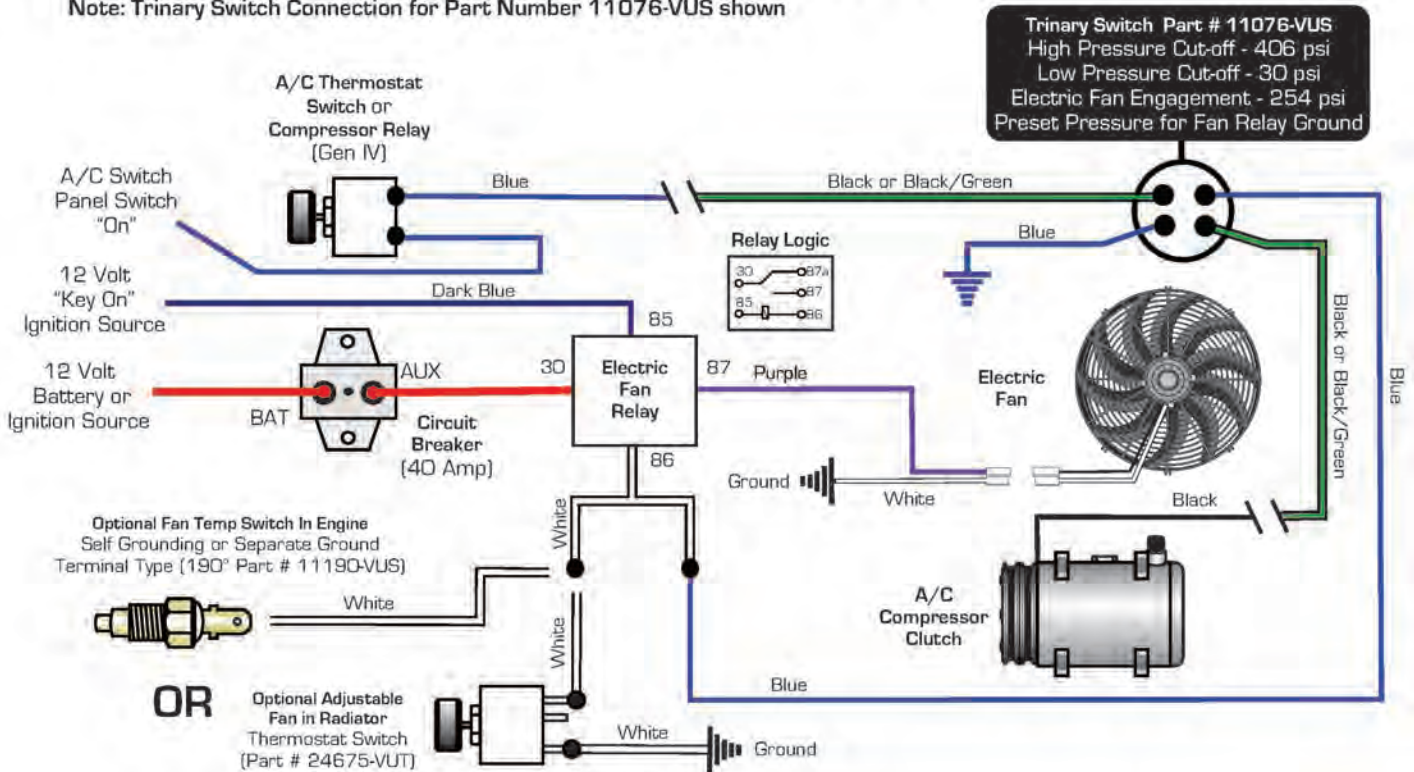 Note: Trinary Switch Connection for Part Number 11076-VUS shown
Trinary Switch Part # 11076-VUS
High Pressure Cut-off - 406 psi
Low Pressure Cut-off - 30 psi
Electric Fan Engagement - 254 psi
Preset Pressure for Fan Relay Ground
A/C Thermostat
Switch or
Compressor Relay
(Gen IV)
A/C Switch
Panel Switch
"On"
Blue
Black or Black/Green
Blue
Relay Logic
30
87a
87
85
86
12 Volt
"Key On"
Ignition Source
Dark Blue
85
12 Volt
Battery or
Ignition Source
BAT
AUX
Circuit
Breaker
(40 Amp)
30
Electric
Fan
Relay
87
Purple
86
Electric
Fan
Black or Black/Green
Blue
Ground
White
Black
White
Optional Fan Temp Switch In Engine
Self Grounding or Separate Ground
Terminal Type (190° Part # 11190-VUS)
White
A/C
Compressor
Clutch
White
OR
Optional Adjustable
Fan in Radiator
Thermostat Switch
(Part # 24675-VUT)
Blue
White
Ground